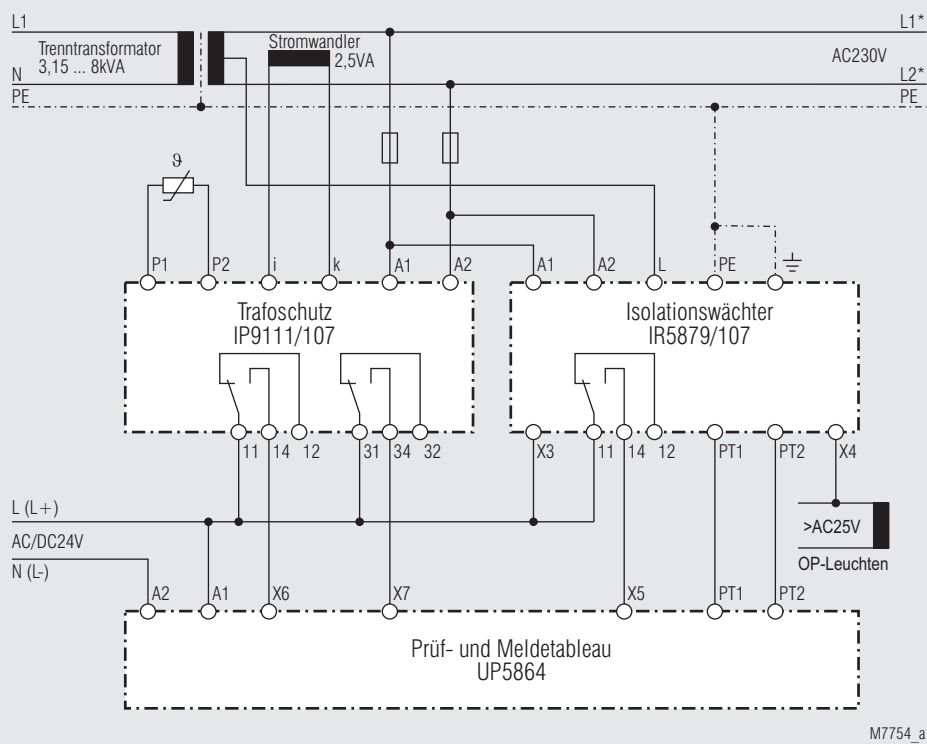 L1
L1*
Trenntransformator
3,15 ... 8kVA
Stromwandler
2,5VA
AC230V
N
L2*
PE
PE
ϑ
P1
P2
i
k
A1
A2
A1
A2
L
PE
Trafoschutz
IP9111/107
Isolationswächter
IR5879/107
11
14
12
31
34
32
X3
11
14
12
PT1
PT2
X4
L (L+)
AC/DC24V
N (L-)
>AC25V
OP-Leuchten
A2
A1
X6
X7
X5
PT1
PT2
Prüf- und Meldetableau
UP5864
M7754_a